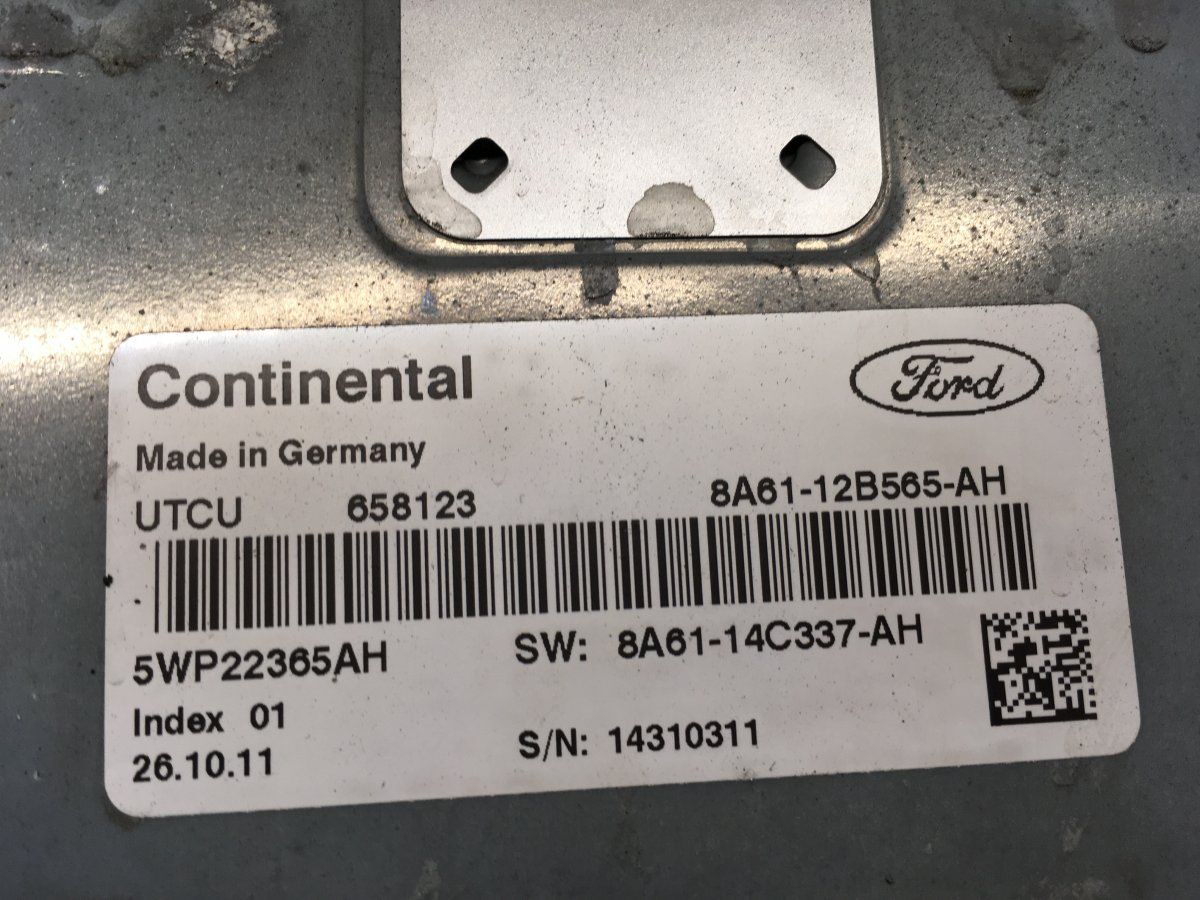 Continental
Ford
Made in Germany
UTCU 658123 8A61-12B565-AH
5WP22365AH SW: 8A61-14C337-AH
Index 01
26.10.11 S/N: 14310311